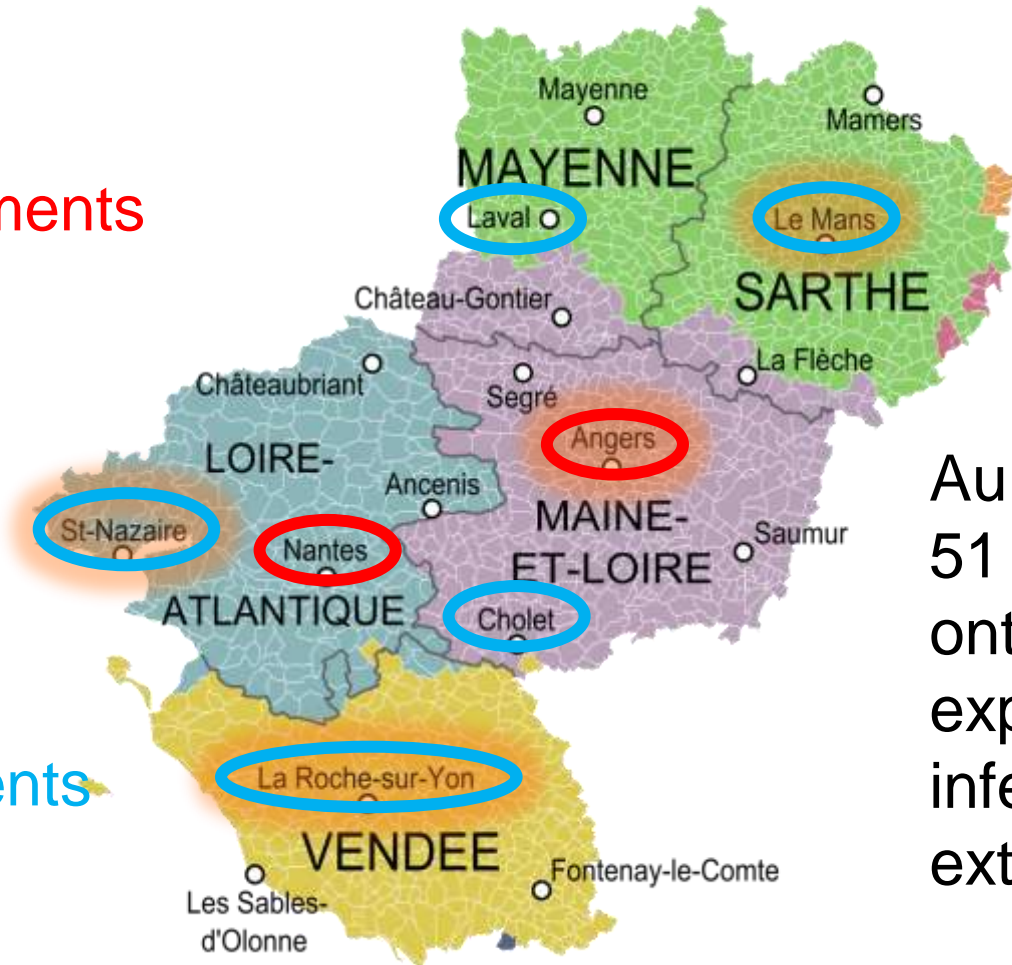 Mayenne
Mamers
MAYENNE
ments
Laval
Le Mans
SARTHE
Château-Gontier
La Flèche
Châteaubriant
Segré
Angers
LOIRE-
Ancenis
Au
51
ont
exp
infe
ext
St-Nazaire
Nantes
MAINE-
Saumur
ET-LOIRE
ATLANTIQUE
Cholet
ents
La Roche-sur-Yon
VENDEE
Fontenay-le-Comte
Les Sables-
d'Olonne